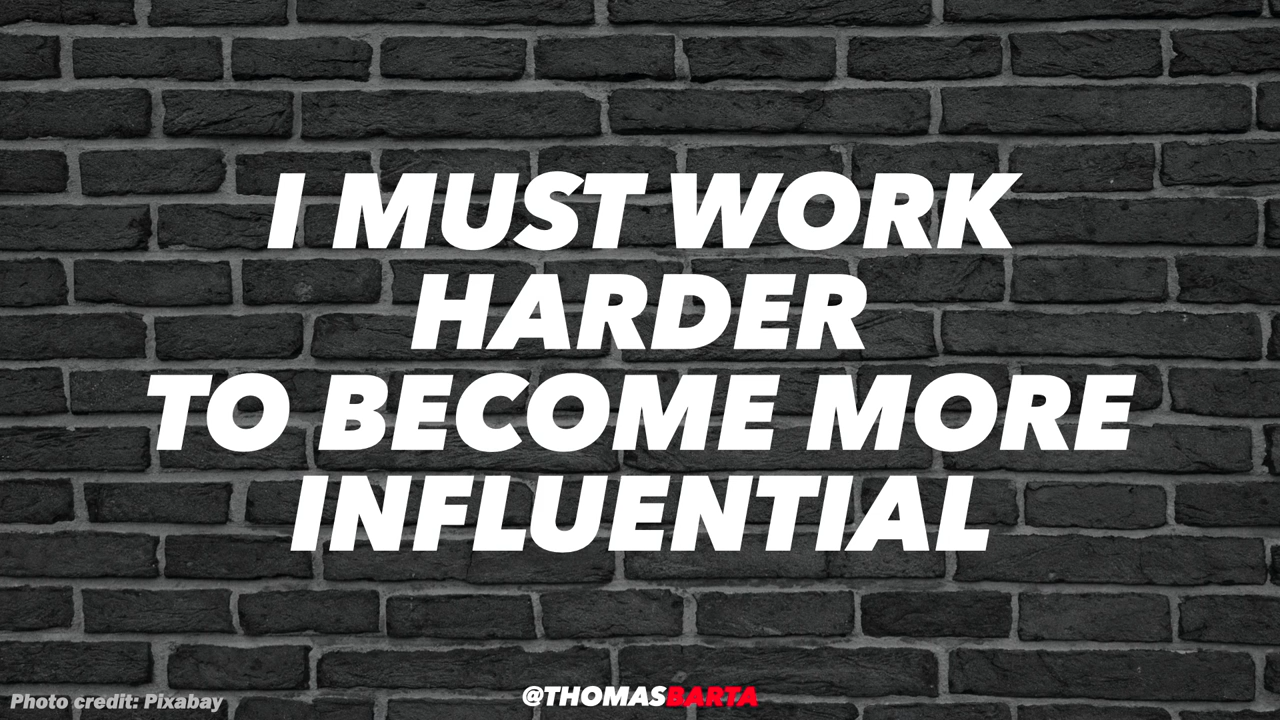 I MUST WORK
HARDER
TO BECOME MORE
INFLUENTIAL
Photo credit: Pixabay
@THOMASBARTA